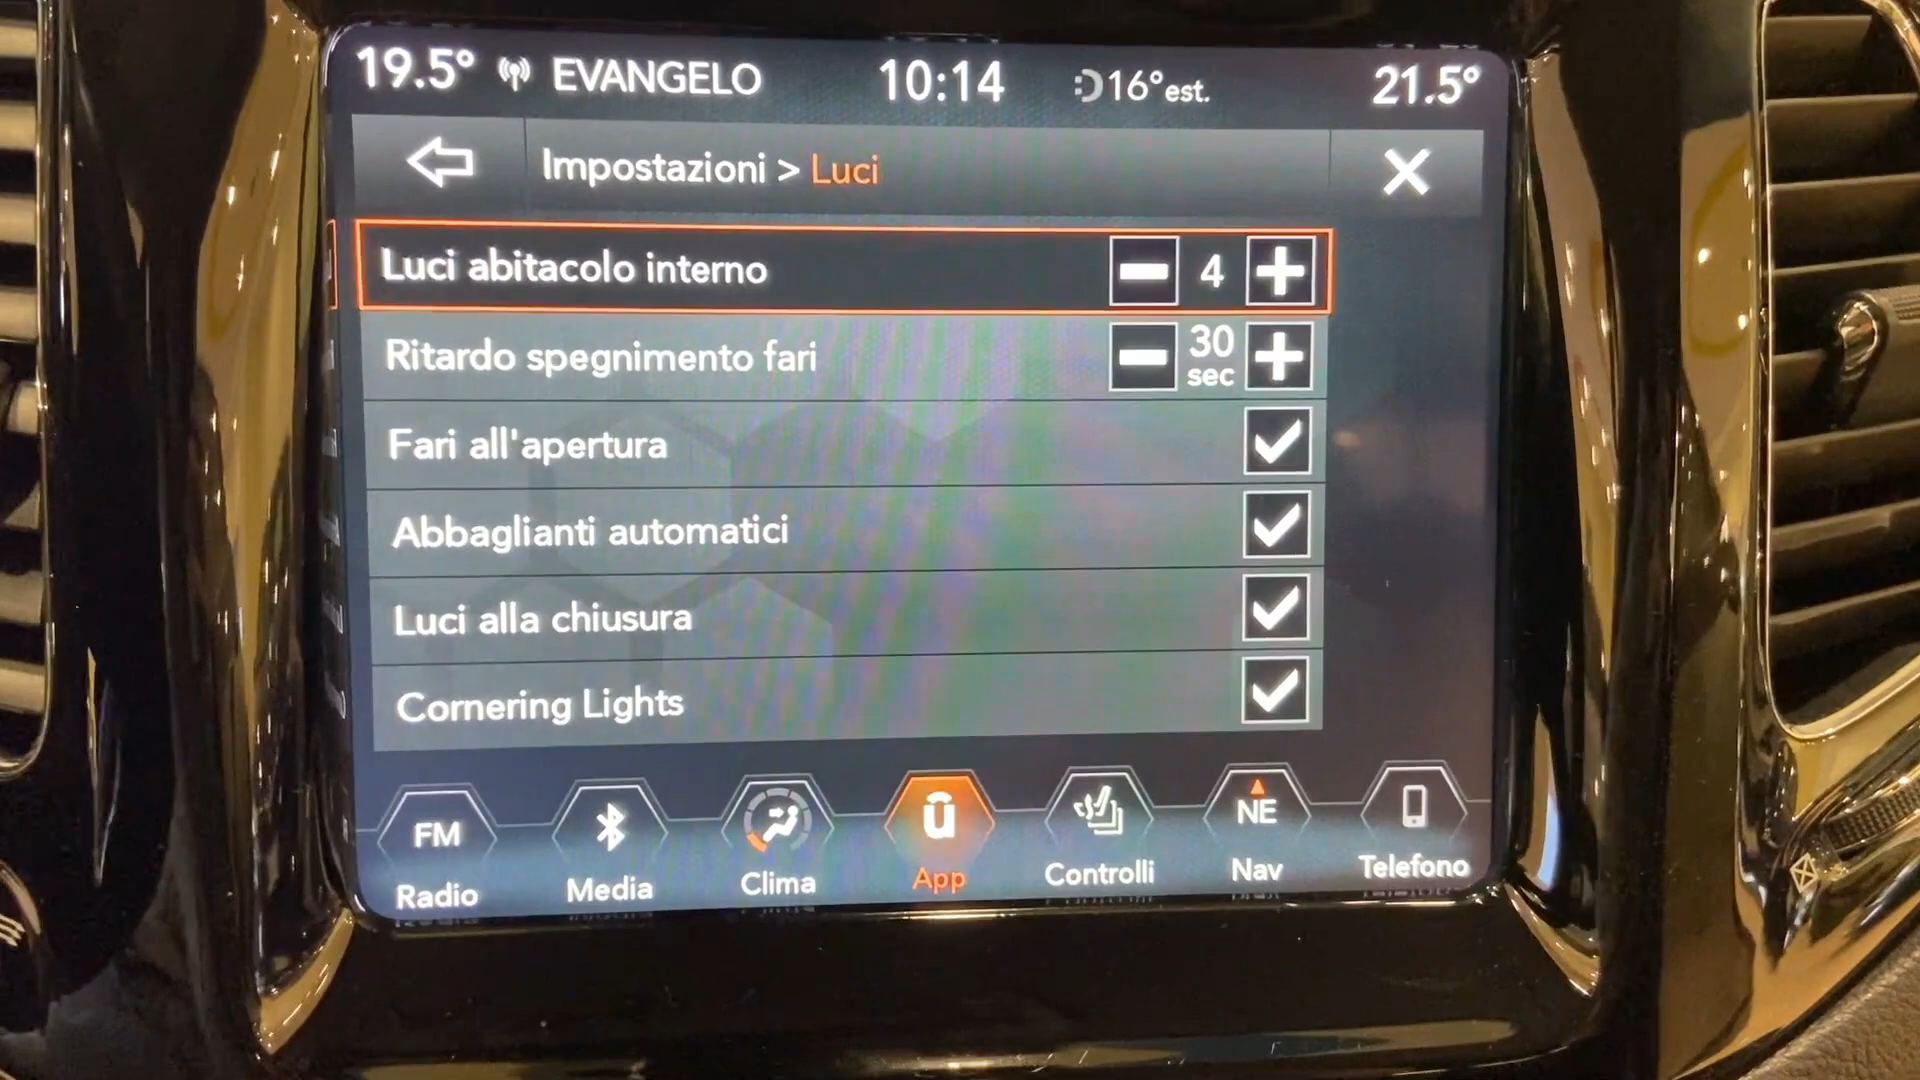 19.5° EVANGELO 10:14 16°est. 21.5°
Impostazioni > Luci
Luci abitacolo interno 4
Ritardo spegnimento fari 30 sec
Fari all'apertura
Abbaglianti automatici
Luci alla chiusura
Cornering Lights
FM NE
Radio Media Clima App Controlli Nav Telefono